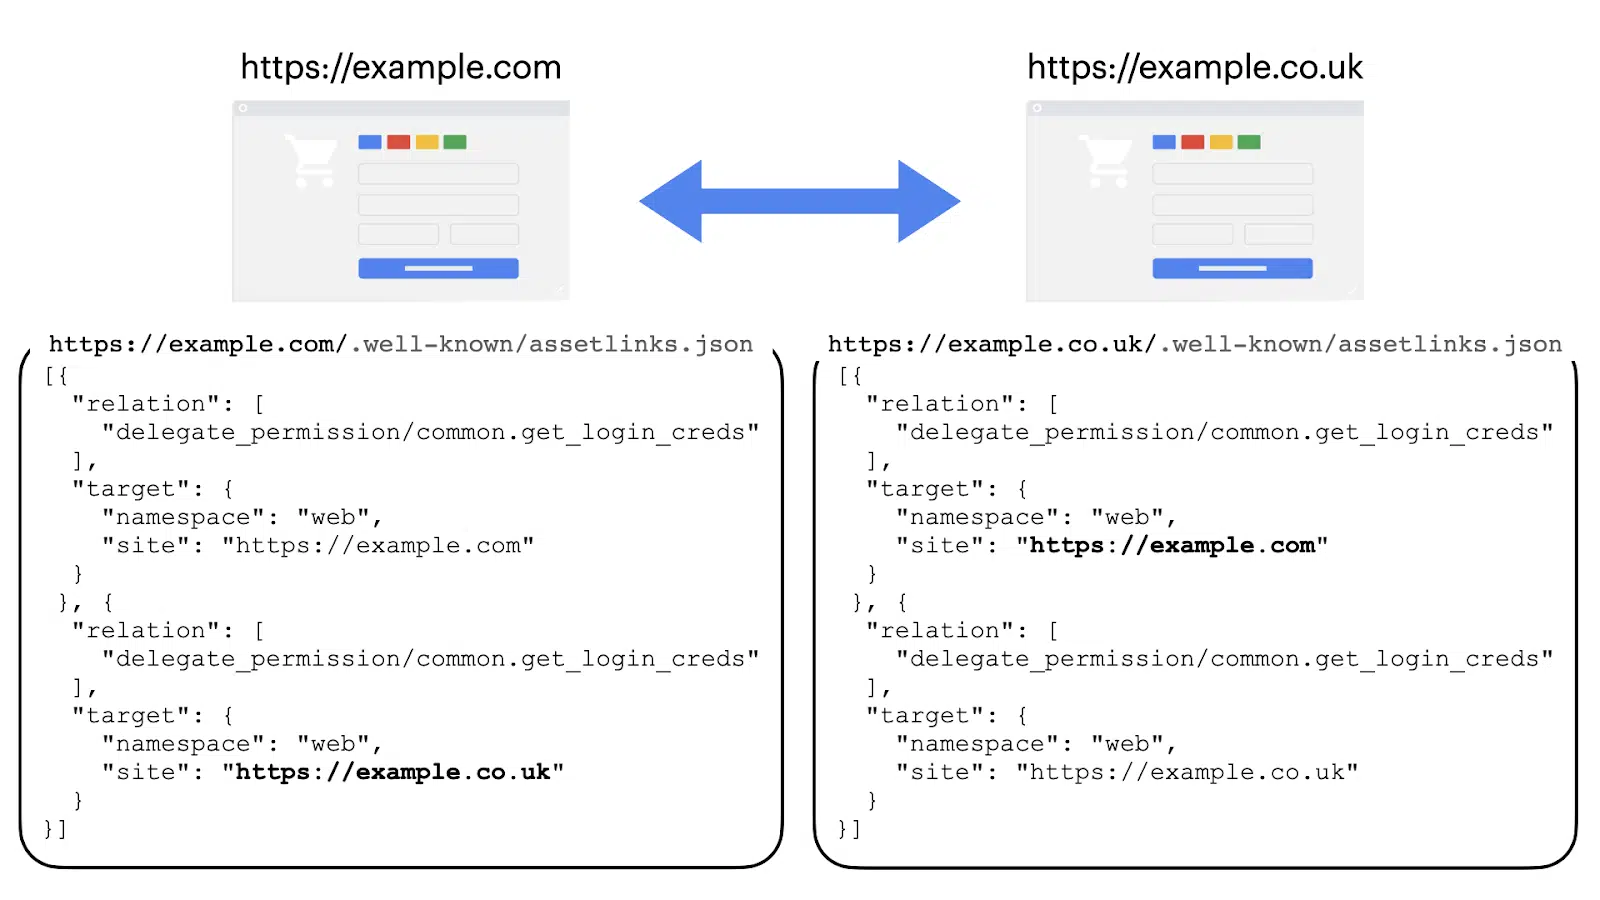 https://example.com
https://example.co.uk
https://example.com/.well-known/assetlinks.json
[{
"relation": [
"delegate_permission/common.get_login_creds"
],
"target": {
"namespace": "web",
"site": "https://example.com"
}
}, {
"relation": [
"delegate_permission/common.get_login_creds"
],
"target": {
"namespace": "web",
"site": "https://example.co.uk"
}
}]
https://example.co.uk/.well-known/assetlinks.json
[{
"relation": [
"delegate_permission/common.get_login_creds"
],
"target": {
"namespace": "web",
"site": "https://example.com"
}
}, {
"relation": [
"delegate_permission/common.get_login_creds"
],
"target": {
"namespace": "web",
"site": "https://example.co.uk"
}
}]